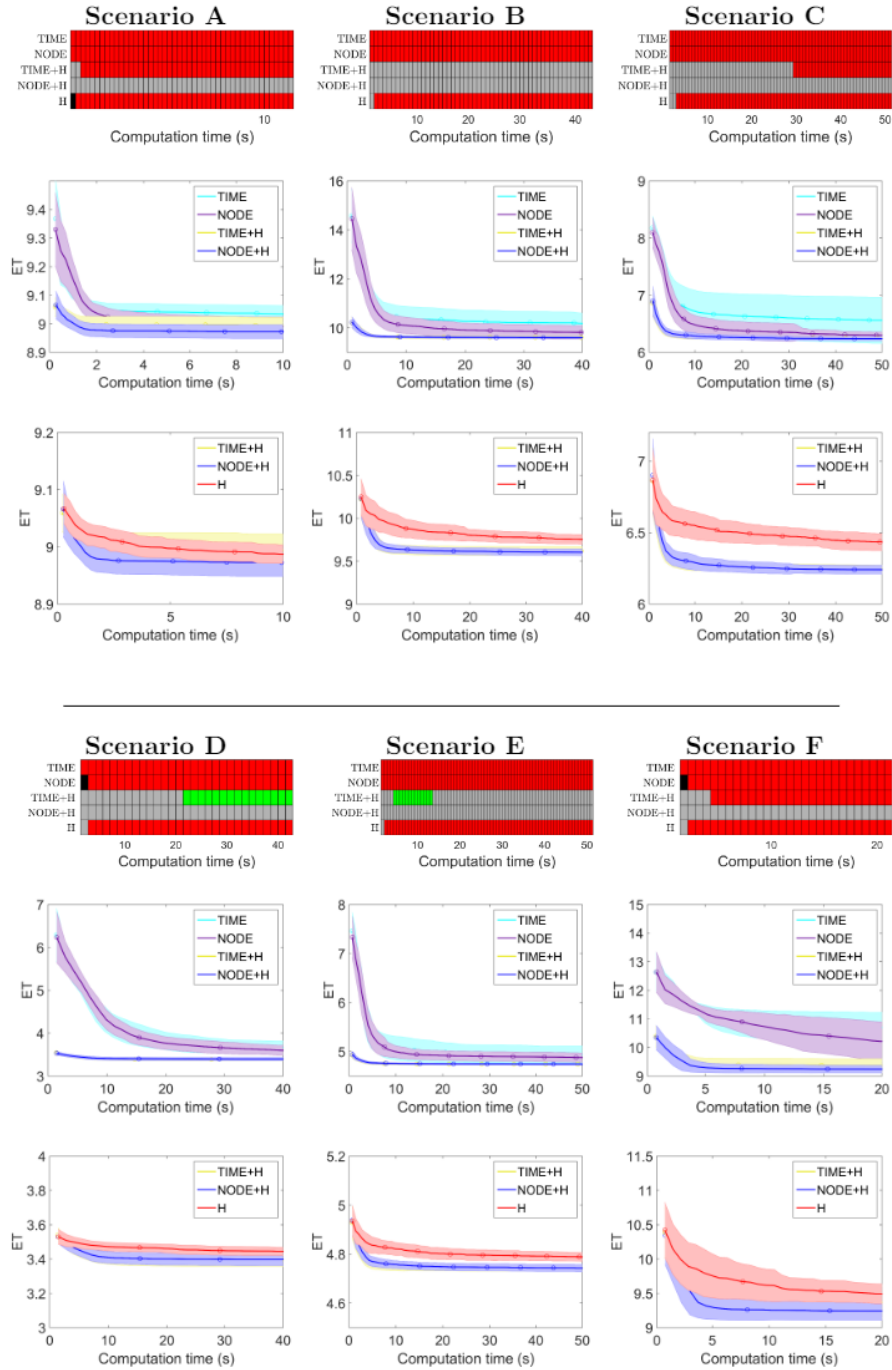 Scenario A
TIME
NODE
TIME+H
NODE+H
H
10
Computation time (s)
Scenario B
TIME
NODE
TIME+H
NODE+H
H
10 20 30 40
Computation time (s)
Scenario C
TIME
NODE
TIME+H
NODE+H
H
10 20 30 40 50
Computation time (s)
9.4
9.3
9.2
9.1
9
8.9
ET
TIME
NODE
TIME+H
NODE+H
0 2 4 6 8 10
Computation time (s)
16
14
12
10
ET
TIME
NODE
TIME+H
NODE+H
0 10 20 30 40
Computation time (s)
9
8
7
6
ET
TIME
NODE
TIME+H
NODE+H
0 10 20 30 40 50
Computation time (s)
9.2
9.1
9
8.9
ET
TIME+H
NODE+H
H
0 5 10
Computation time (s)
11
10.5
10
9.5
9
ET
TIME+H
NODE+H
H
0 10 20 30 40
Computation time (s)
7
6.5
6
ET
TIME+H
NODE+H
H
0 10 20 30 40 50
Computation time (s)
Scenario D
TIME
NODE
TIME+H
NODE+H
H
10 20 30 40
Computation time (s)
Scenario E
TIME
NODE
TIME+H
NODE+H
H
10 20 30 40 50
Computation time (s)
Scenario F
TIME
NODE
TIME+H
NODE+H
H
10 20
Computation time (s)
7
6
5
4
3
ET
TIME
NODE
TIME+H
NODE+H
0 10 20 30 40
Computation time (s)
8
7
6
5
4
ET
TIME
NODE
TIME+H
NODE+H
0 10 20 30 40 50
Computation time (s)
15
14
13
12
11
10
9
8
ET
TIME
NODE
TIME+H
NODE+H
0 5 10 15 20
Computation time (s)
4
3.8
3.6
3.4
3.2
3
ET
TIME+H
NODE+H
H
0 10 20 30 40
Computation time (s)
5.2
5
4.8
4.6
ET
TIME+H
NODE+H
H
0 10 20 30 40 50
Computation time (s)
11.5
11
10.5
10
9.5
9
ET
TIME+H
NODE+H
H
0 5 10 15 20
Computation time (s)